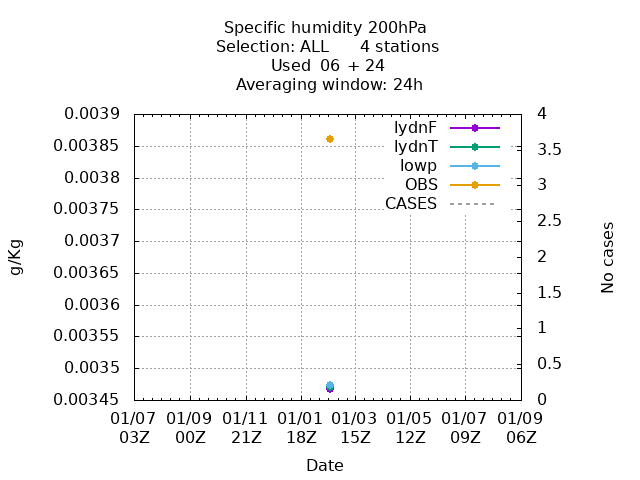 Specific humidity 200hPa
Selection: ALL 4 stations
Used 06 + 24
Averaging window: 24h
0.0039
0.00385
0.0038
0.00375
0.0037
0.00365
0.0036
0.00355
0.0035
0.00345
g/Kg
lydnF
lydnT
lowp
OBS
CASES
4
3.5
3
2.5
2
1.5
1
0.5
0
No cases
01/07 01/09 01/11 01/01 01/03 01/05 01/07 01/09
03Z 00Z 21Z 18Z 15Z 12Z 09Z 06Z
Date